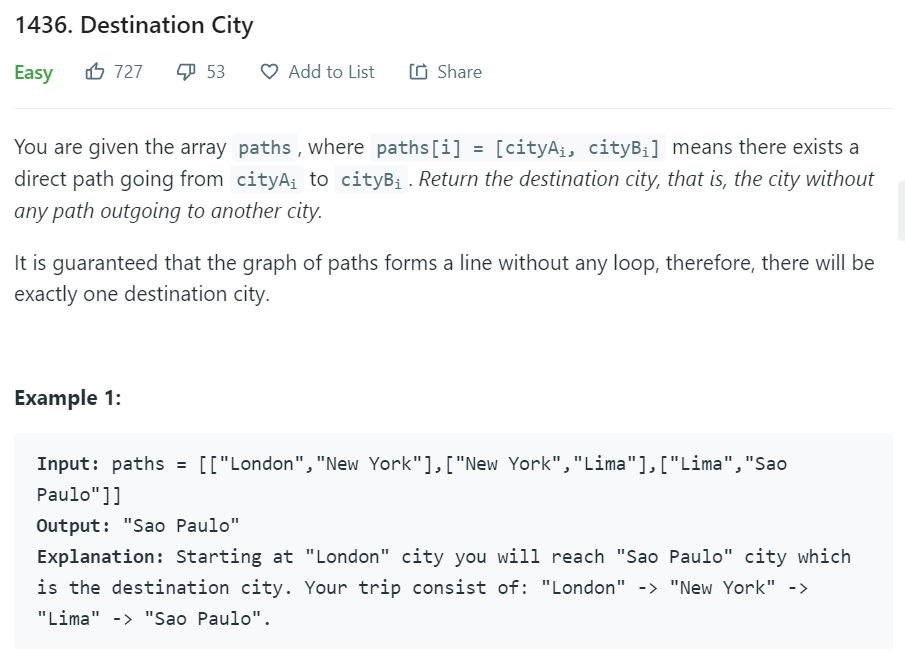 1436. Destination City
Easy 727 53 Add to List Share
You are given the array paths , where paths[i] = [cityAi, cityBi] means there exists a
direct path going from cityAi to cityBi . Return the destination city, that is, the city without
any path outgoing to another city.
It is guaranteed that the graph of paths forms a line without any loop, therefore, there will be
exactly one destination city.
Example 1:
Input: paths = [["London","New York"],["New York","Lima"],["Lima","Sao
Paulo"]]
Output: "Sao Paulo"
Explanation: Starting at "London" city you will reach "Sao Paulo" city which
is the destination city. Your trip consist of: "London" -> "New York" ->
"Lima" -> "Sao Paulo".